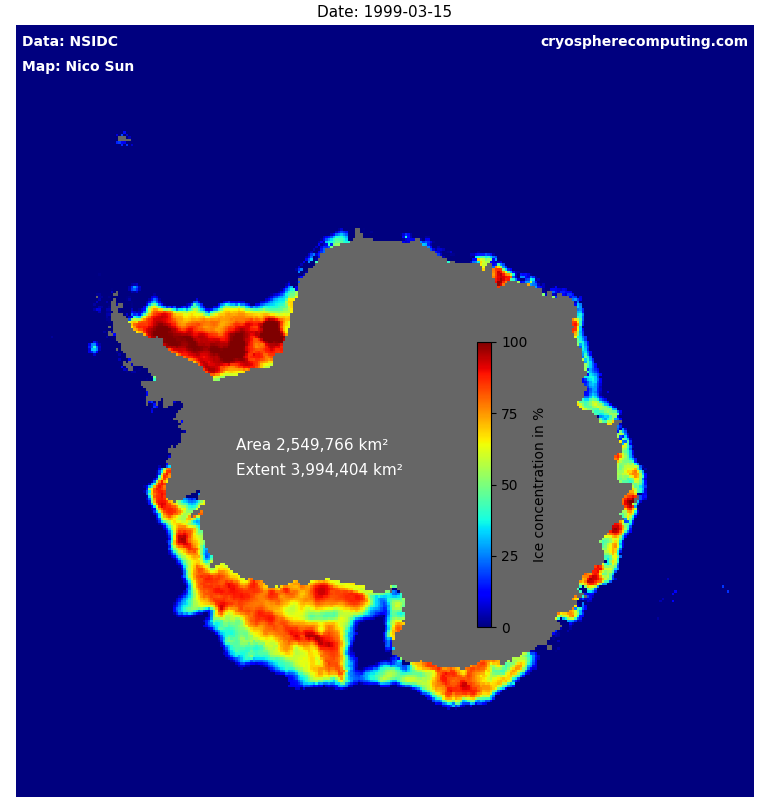 Date: 1999-03-15
Data: NSIDC
cryospherecomputing.com
Map: Nico Sun
100
75
50
25
0
Ice concentration in %
Area 2,549,766 km²
Extent 3,994,404 km²